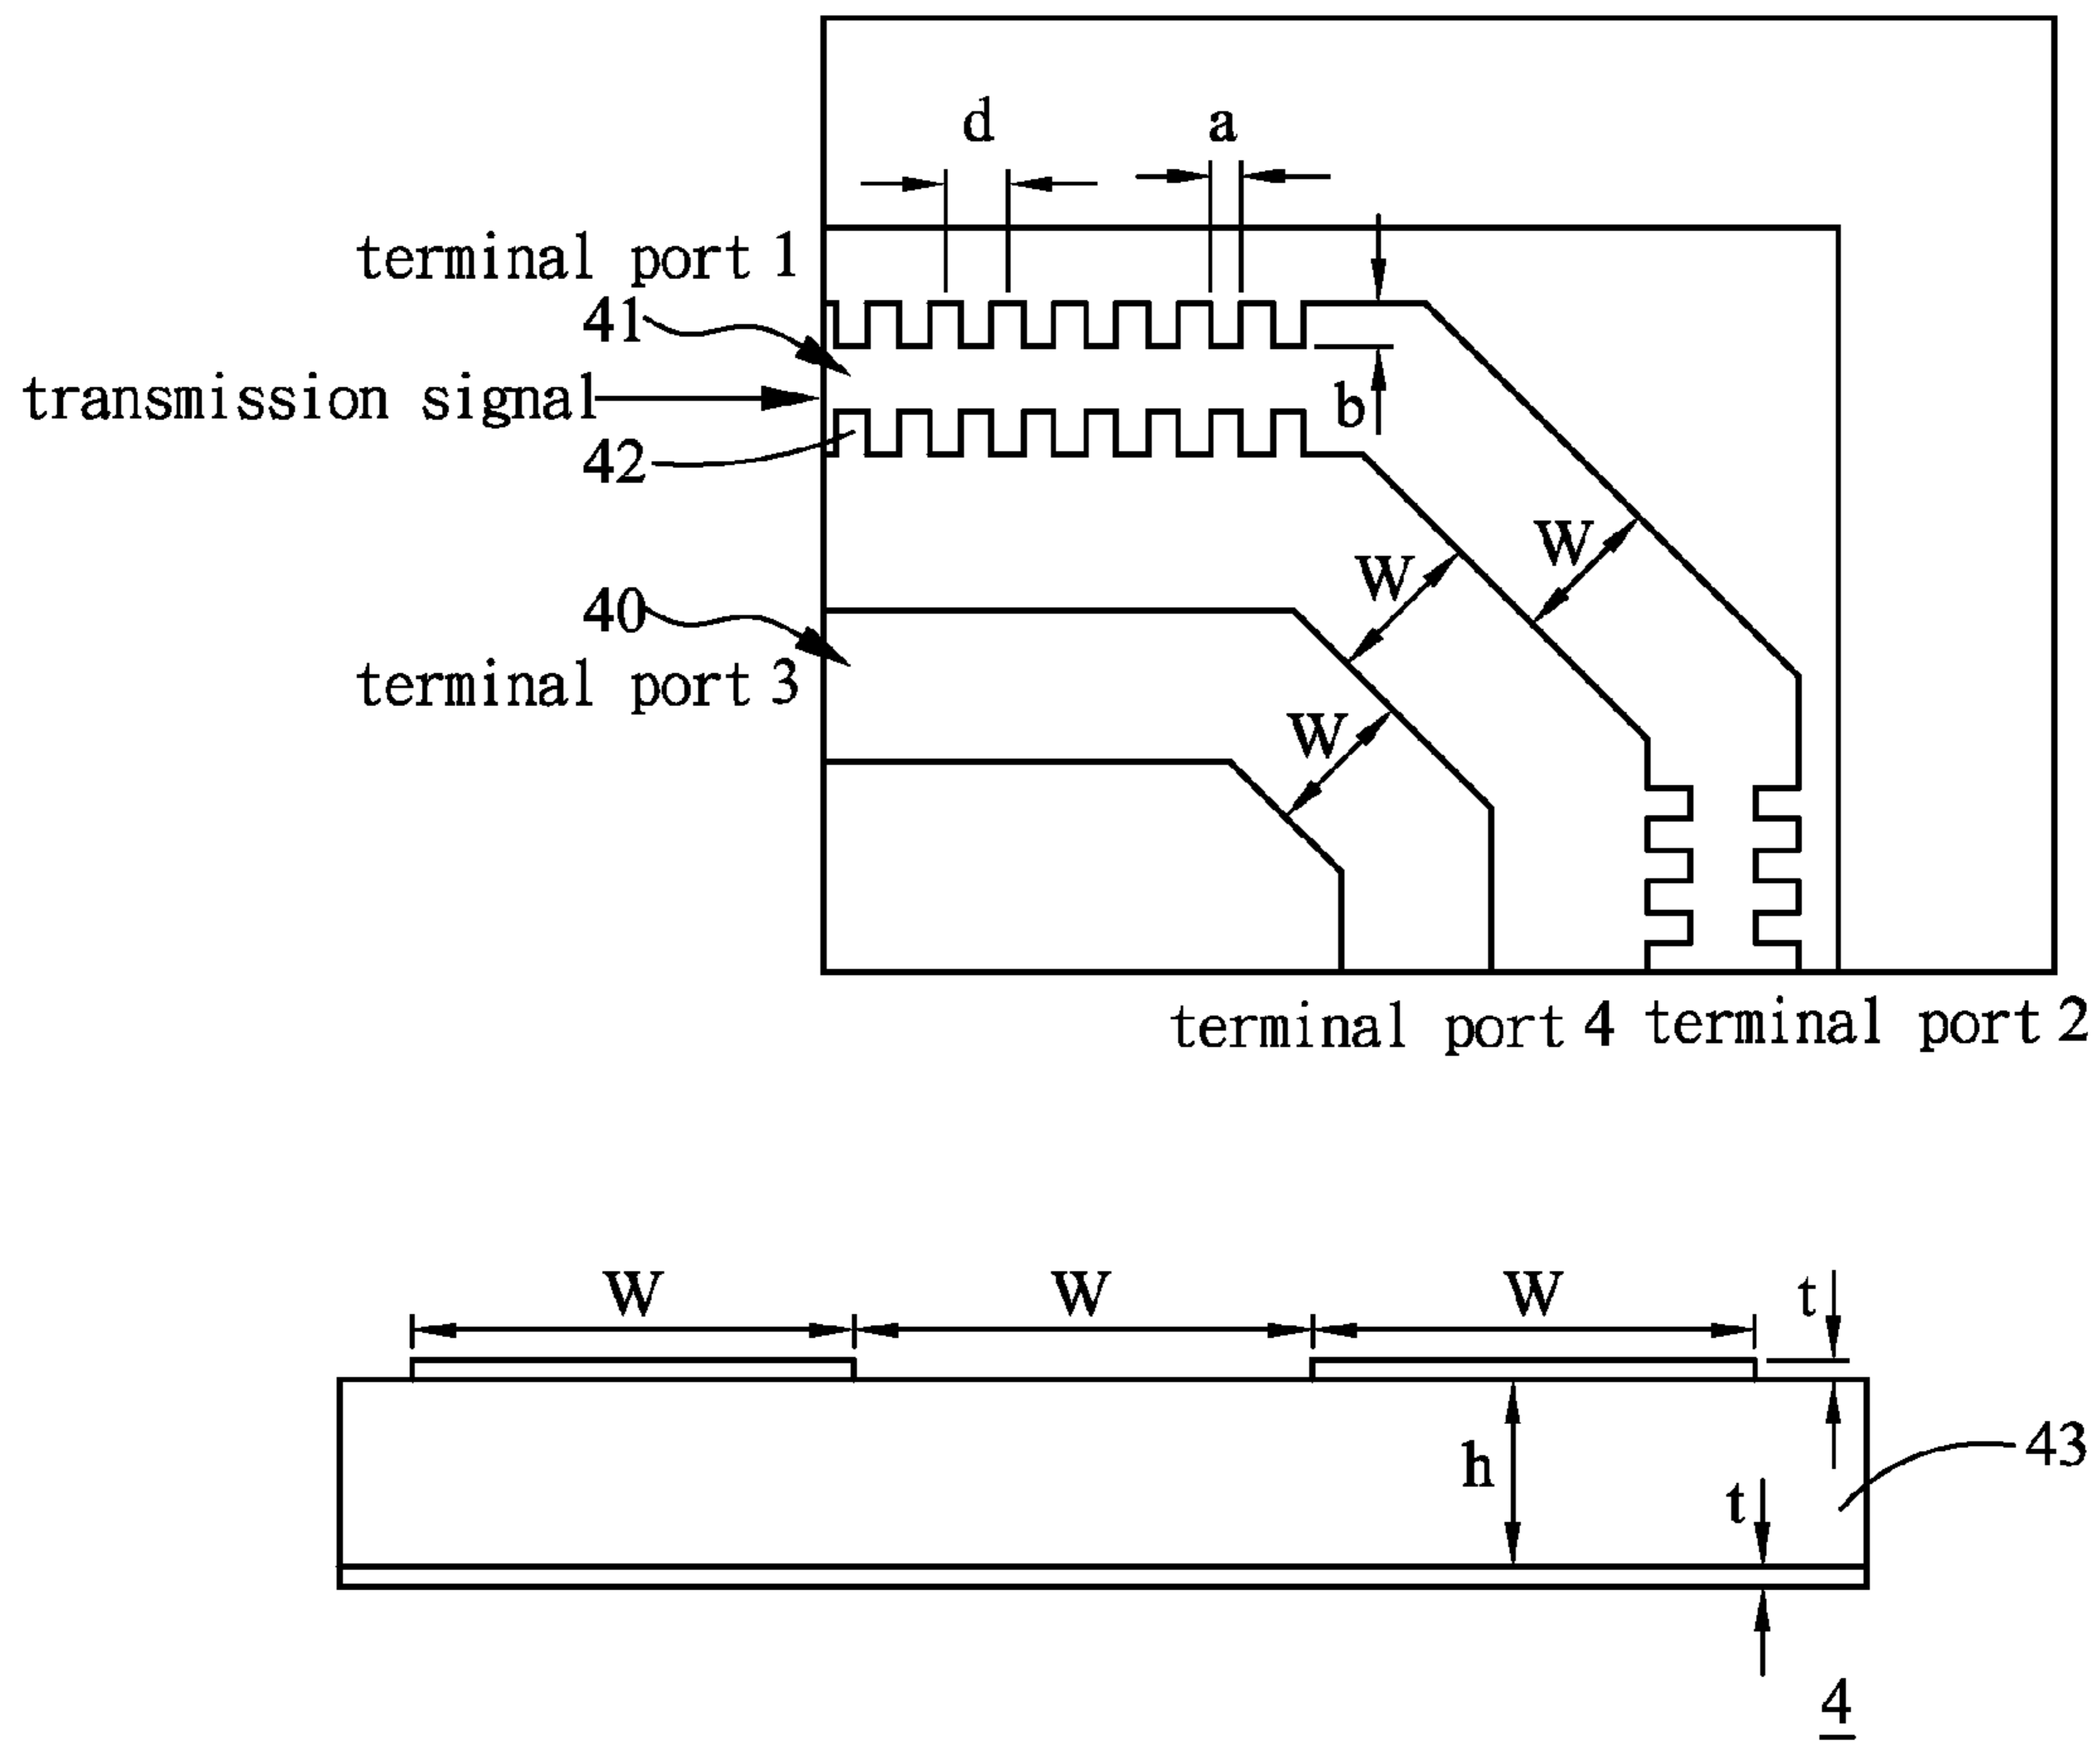 d
a
terminal port 1
41
transmission signal
b
42
W
W
40
terminal port 3
W
terminal port 4
terminal port 2
W
W
W
t
h
43
t
4